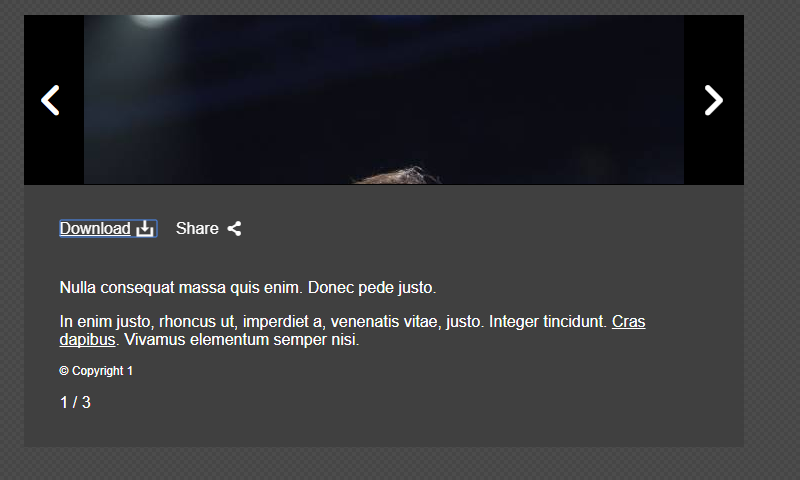 Download Share
Nulla consequat massa quis enim. Donec pede justo.
In enim justo, rhoncus ut, imperdiet a, venenatis vitae, justo. Integer tincidunt. Cras
dapibus. Vivamus elementum semper nisi.
© Copyright 1
1 / 3